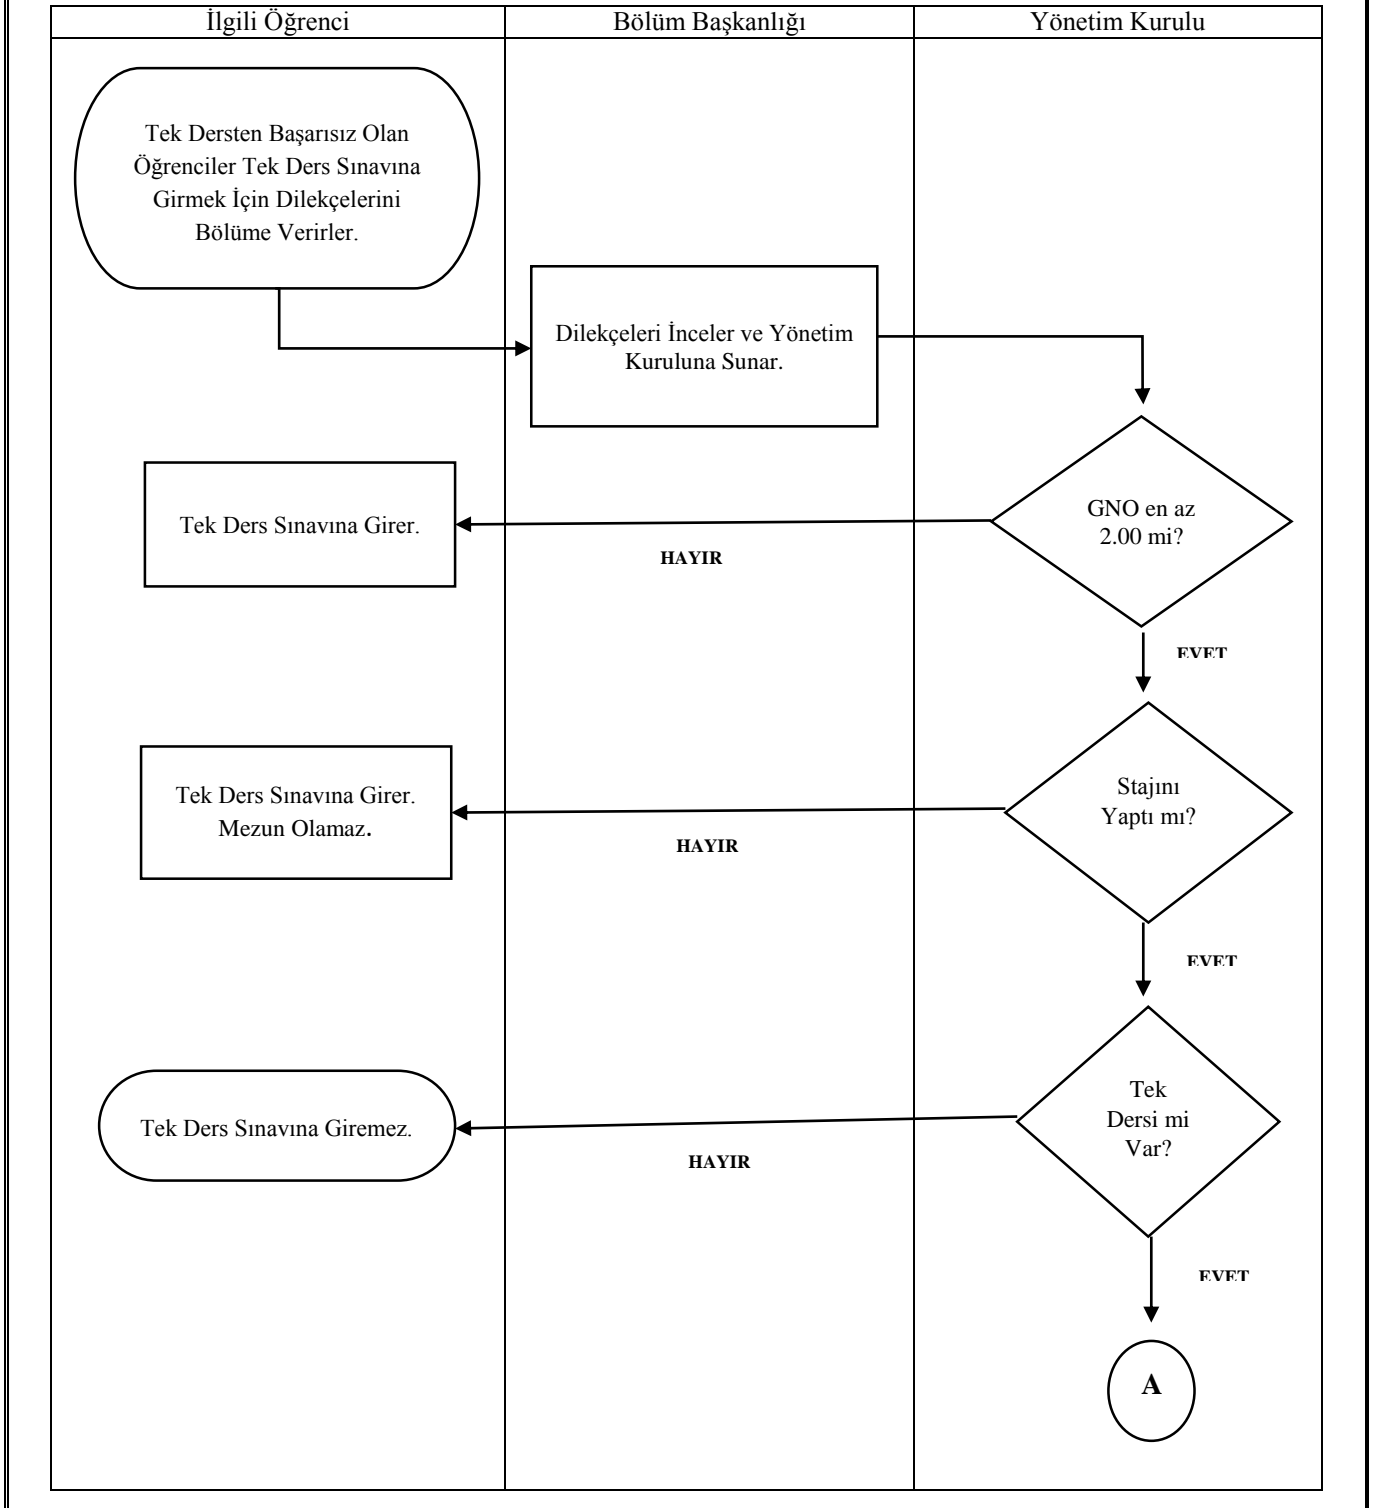 İlgili Öğrenci
Bölüm Başkanlığı
Yönetim Kurulu
Tek Dersten Başarısız Olan
Öğrenciler Tek Ders Sınavına
Girmek İçin Dilekçelerini
Bölüme Verirler.
Dilekçeleri İnceler ve Yönetim
Kuruluna Sunar.
GNO en az
2.00 mi?
Tek Ders Sınavına Girer.
HAYIR
EVET
Stajını
Yaptı mı?
Tek Ders Sınavına Girer.
Mezun Olamaz.
HAYIR
EVET
Tek
Dersi mi
Var?
Tek Ders Sınavına Giremez.
HAYIR
EVET
A